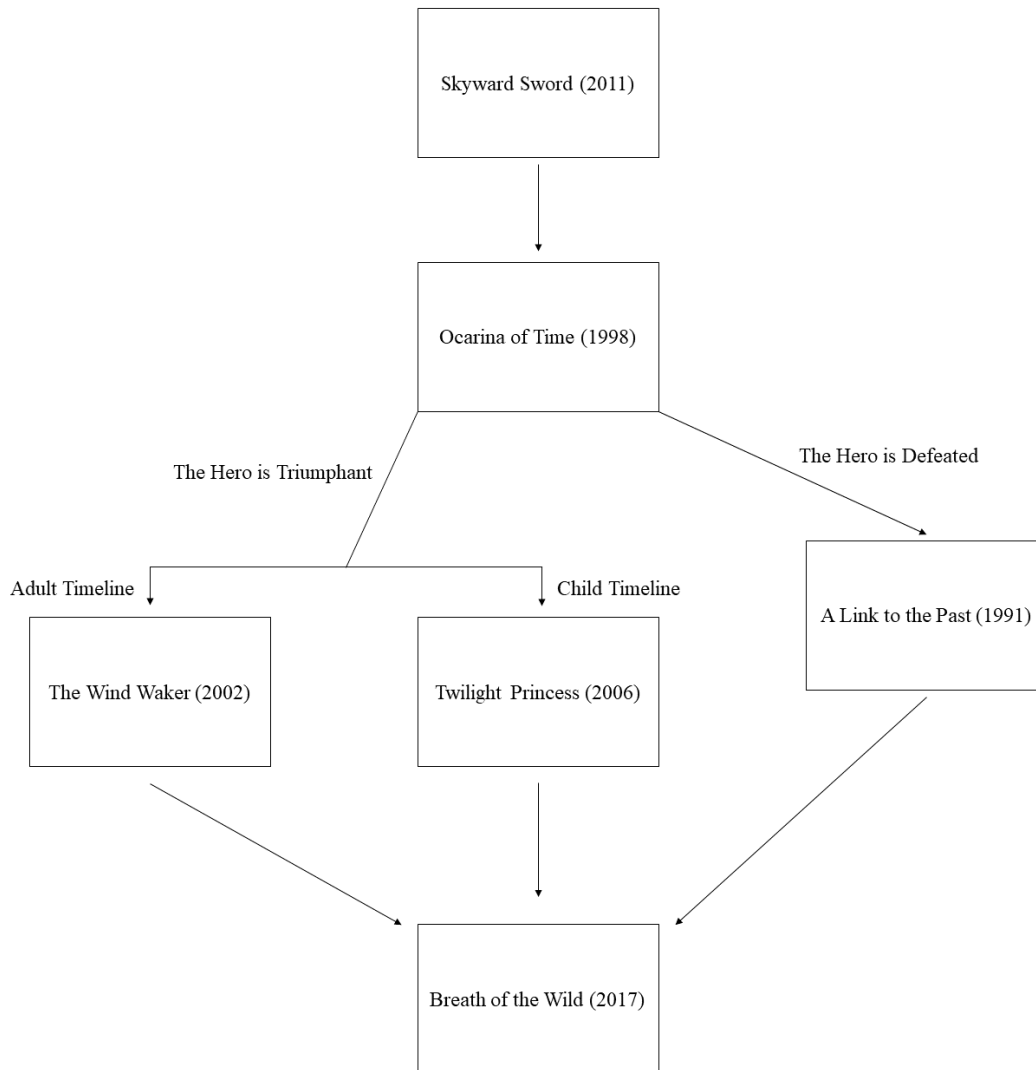 Skyward Sword (2011)
Ocarina of Time (1998)
The Hero is Triumphant
The Hero is Defeated
Adult Timeline
Child Timeline
A Link to the Past (1991)
The Wind Waker (2002)
Twilight Princess (2006)
Breath of the Wild (2017)